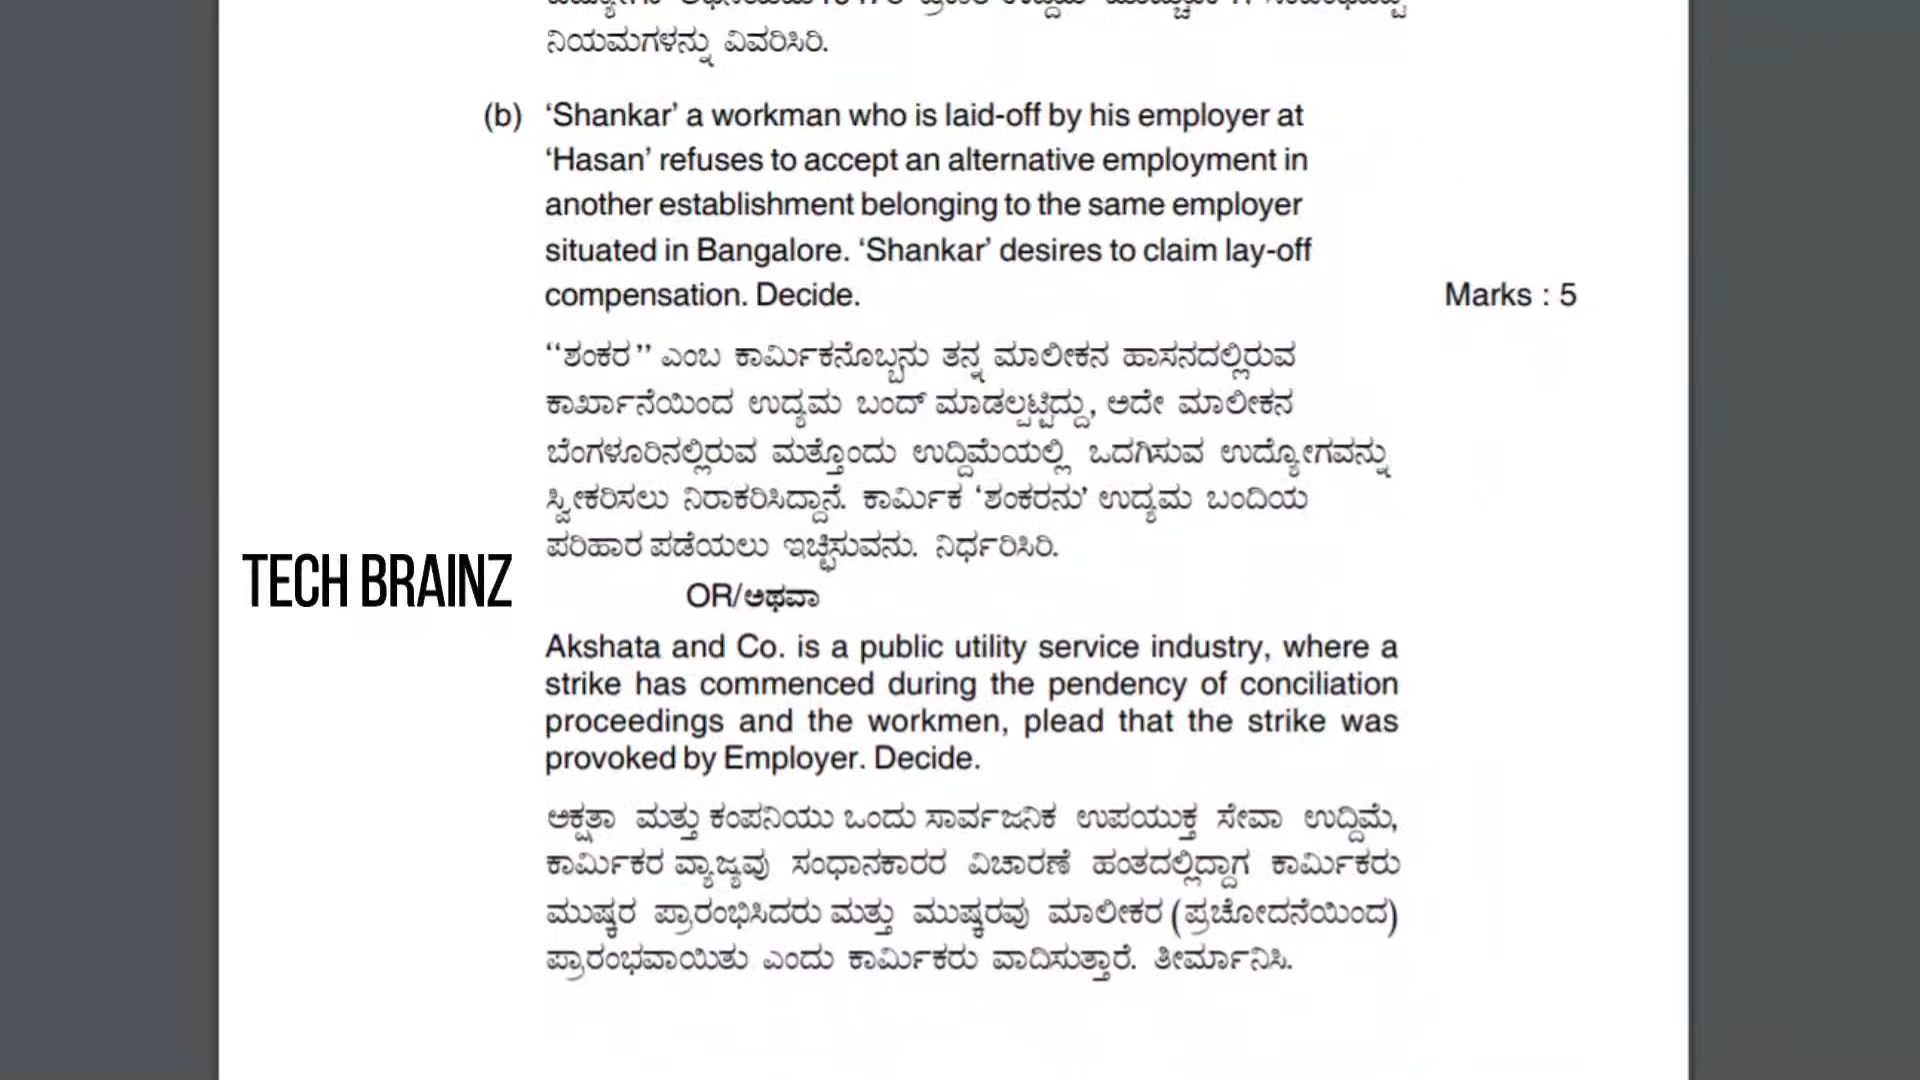 ನಿಯಮಗಳನ್ನು ವಿವರಿಸಿರಿ.
(b) ‘Shankar’ a workman who is laid-off by his employer at
‘Hasan’ refuses to accept an alternative employment in
another establishment belonging to the same employer
situated in Bangalore. ‘Shankar’ desires to claim lay-off
compensation. Decide. Marks : 5
‘‘ಶಂಕರ’’ ಎಂಬ ಕಾರ್ಮಿಕನೊಬ್ಬನು ತನ್ನ ಮಾಲೀಕನ ಹಾಸನದಲ್ಲಿರುವ
ಕಾರ್ಖಾನೆಯಿಂದ ಉದ್ಯಮ ಬಂದ್ ಮಾಡಲ್ಪಟ್ಟಿದ್ದು, ಅದೇ ಮಾಲೀಕನ
ಬೆಂಗಳೂರಿನಲ್ಲಿರುವ ಮತ್ತೊಂದು ಉದ್ದಿಮೆಯಲ್ಲಿ ಒದಗಿಸುವ ಉದ್ಯೋಗವನ್ನು
ಸ್ವೀಕರಿಸಲು ನಿರಾಕರಿಸಿದ್ದಾನೆ. ಕಾರ್ಮಿಕ ‘ಶಂಕರನು’ ಉದ್ಯಮ ಬಂದಿಯ
ಪರಿಹಾರ ಪಡೆಯಲು ಇಚ್ಛಿಸುವನು. ನಿರ್ಧರಿಸಿರಿ.
TECH BRAINZ
OR/ಅಥವಾ
Akshata and Co. is a public utility service industry, where a
strike has commenced during the pendency of conciliation
proceedings and the workmen, plead that the strike was
provoked by Employer. Decide.
ಅಕ್ಷತಾ ಮತ್ತು ಕಂಪನಿಯು ಒಂದು ಸಾರ್ವಜನಿಕ ಉಪಯುಕ್ತ ಸೇವಾ ಉದ್ದಿಮೆ,
ಕಾರ್ಮಿಕರ ವ್ಯಾಜ್ಯವು ಸಂಧಾನಕಾರರ ವಿಚಾರಣೆ ಹಂತದಲ್ಲಿದ್ದಾಗ ಕಾರ್ಮಿಕರು
ಮುಷ್ಕರ ಪ್ರಾರಂಭಿಸಿದರು ಮತ್ತು ಮುಷ್ಕರವು ಮಾಲೀಕರ (ಪ್ರಚೋದನೆಯಿಂದ)
ಪ್ರಾರಂಭವಾಯಿತು ಎಂದು ಕಾರ್ಮಿಕರು ವಾದಿಸುತ್ತಾರೆ. ತೀರ್ಮಾನಿಸಿ.